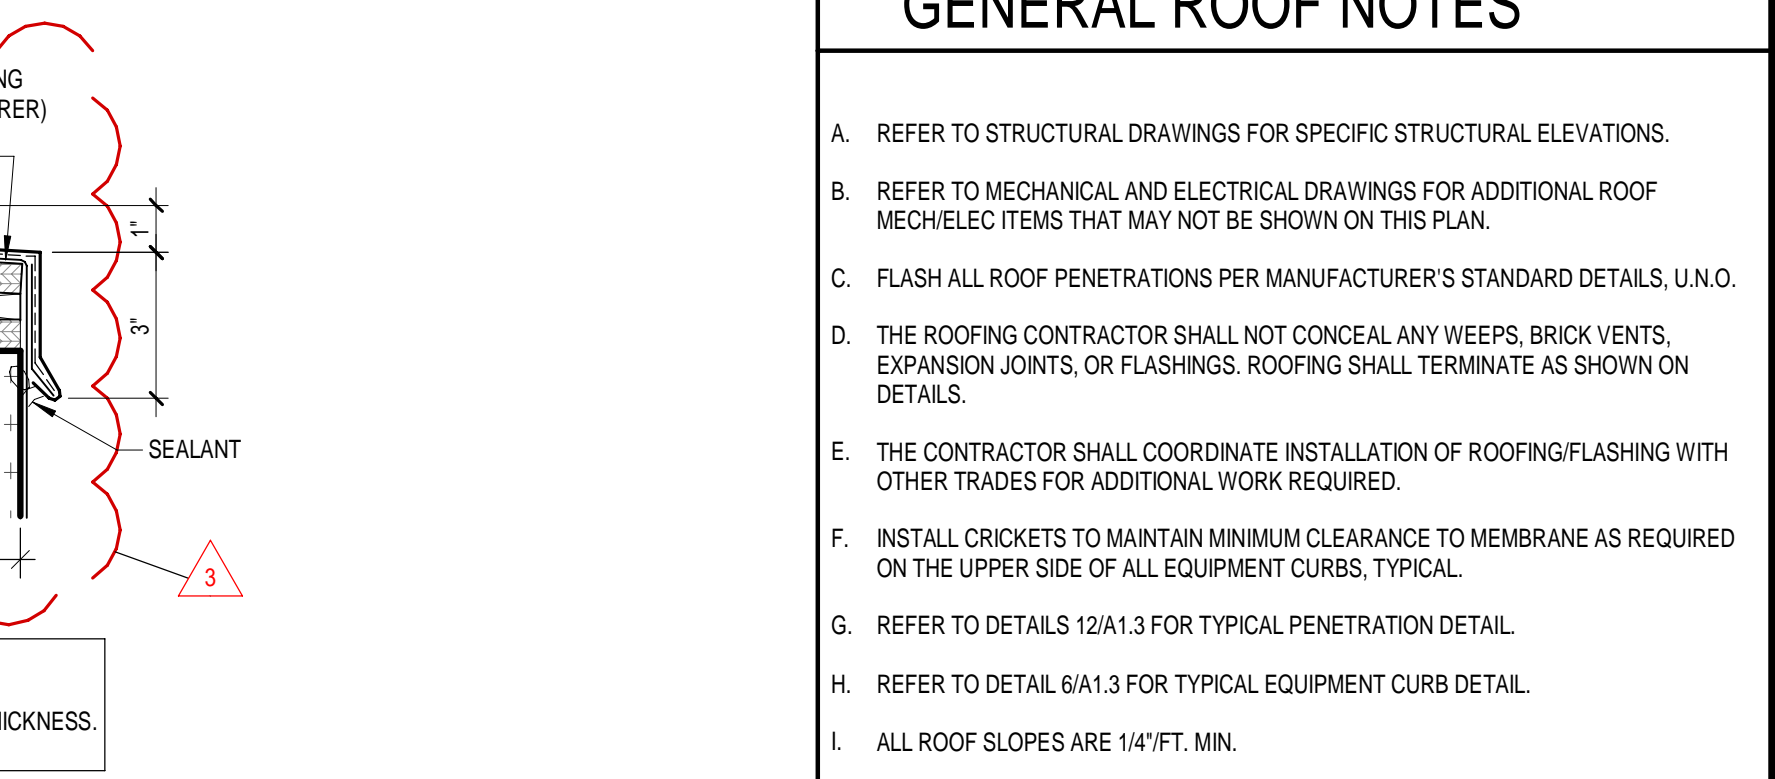 RER)
1"
3"
SEALANT
3
GENERAL ROOF NOTES
A. REFER TO STRUCTURAL DRAWINGS FOR SPECIFIC STRUCTURAL ELEVATIONS.
B. REFER TO MECHANICAL AND ELECTRICAL DRAWINGS FOR ADDITIONAL ROOF
MECH/ELEC ITEMS THAT MAY NOT BE SHOWN ON THIS PLAN.
C. FLASH ALL ROOF PENETRATIONS PER MANUFACTURER'S STANDARD DETAILS, U.N.O.
D. THE ROOFING CONTRACTOR SHALL NOT CONCEAL ANY WEEPS, BRICK VENTS,
EXPANSION JOINTS, OR FLASHINGS. ROOFING SHALL TERMINATE AS SHOWN ON
DETAILS.
E. THE CONTRACTOR SHALL COORDINATE INSTALLATION OF ROOFING/FLASHING WITH
OTHER TRADES FOR ADDITIONAL WORK REQUIRED.
F. INSTALL CRICKETS TO MAINTAIN MINIMUM CLEARANCE TO MEMBRANE AS REQUIRED
ON THE UPPER SIDE OF ALL EQUIPMENT CURBS, TYPICAL.
G. REFER TO DETAILS 12/A1.3 FOR TYPICAL PENETRATION DETAIL.
H. REFER TO DETAIL 6/A1.3 FOR TYPICAL EQUIPMENT CURB DETAIL.
I. ALL ROOF SLOPES ARE 1/4"/FT. MIN.